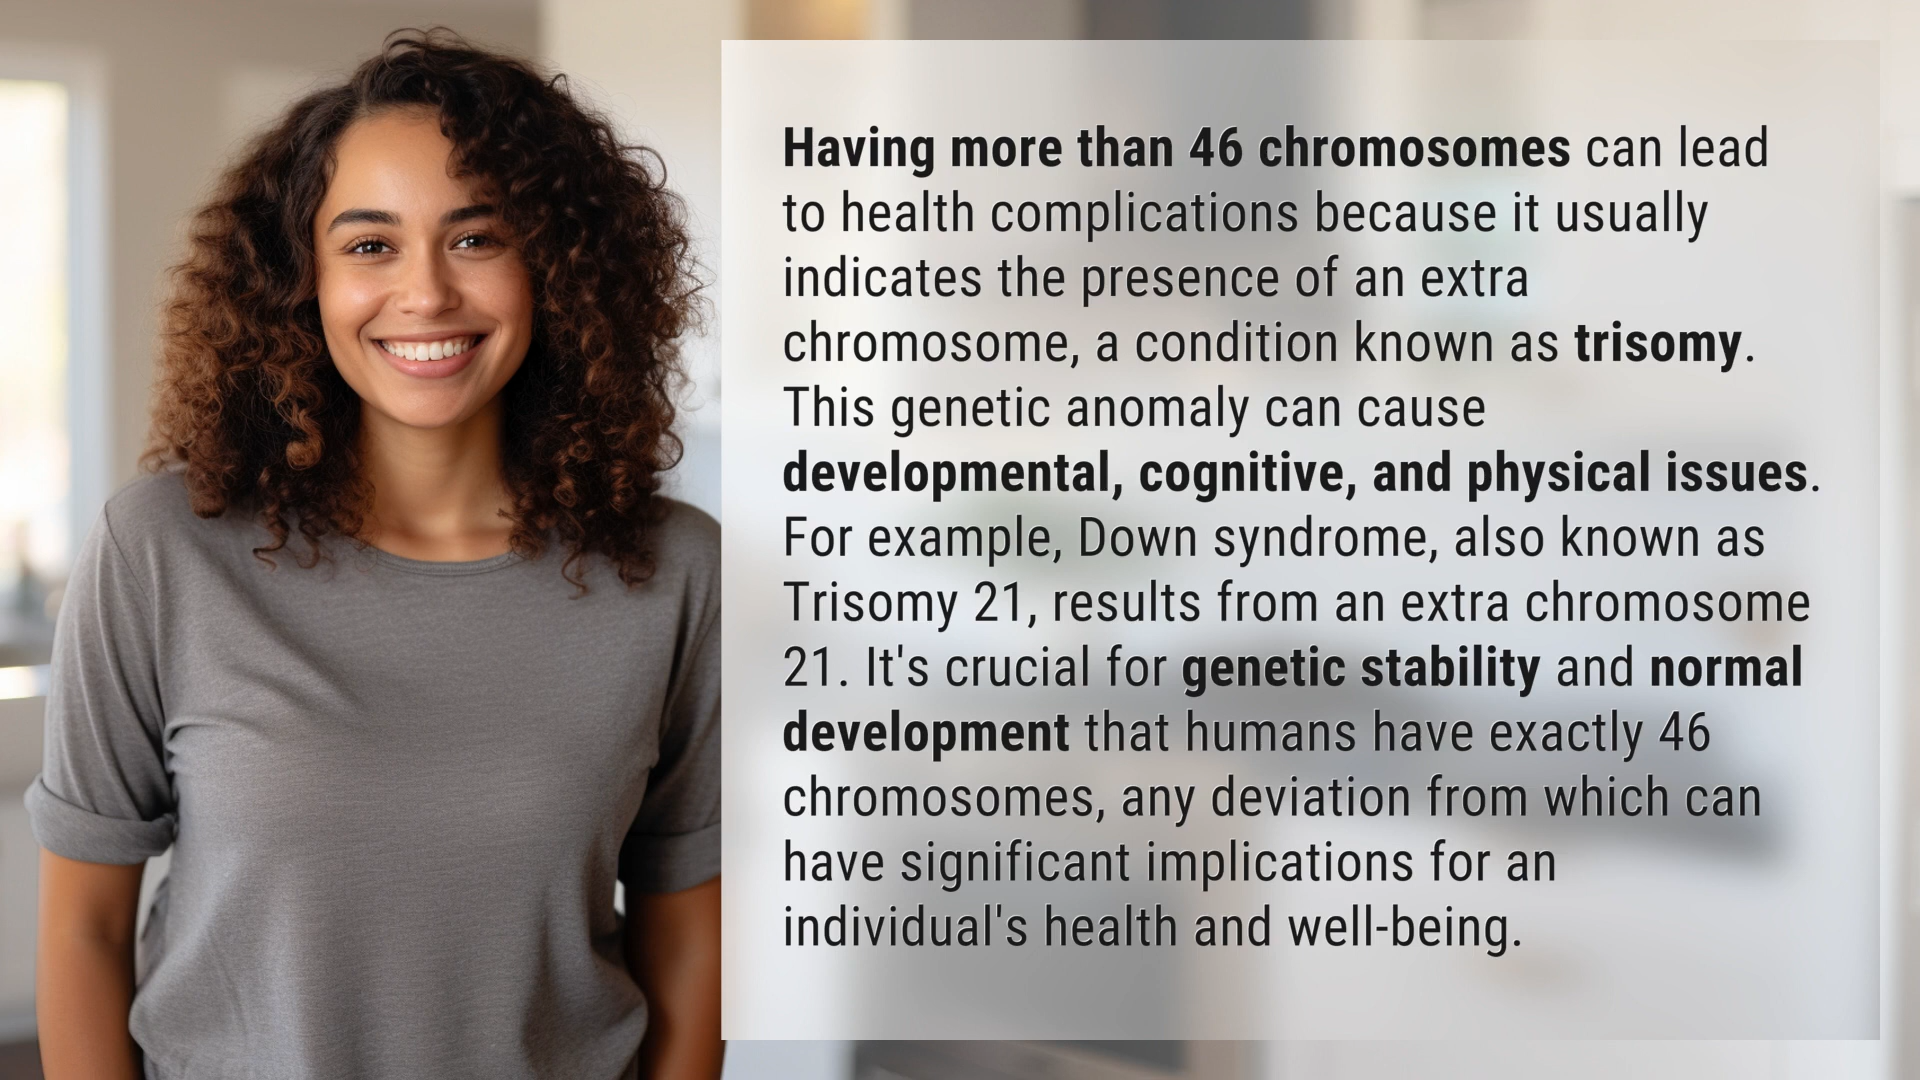 Having more than 46 chromosomes can lead
to health complications because it usually
indicates the presence of an extra
chromosome, a condition known as trisomy.
This genetic anomaly can cause
developmental, cognitive, and physical issues.
For example, Down syndrome, also known as
Trisomy 21, results from an extra chromosome
21. It's crucial for genetic stability and normal
development that humans have exactly 46
chromosomes, any deviation from which can
have significant implications for an
individual's health and well-being.